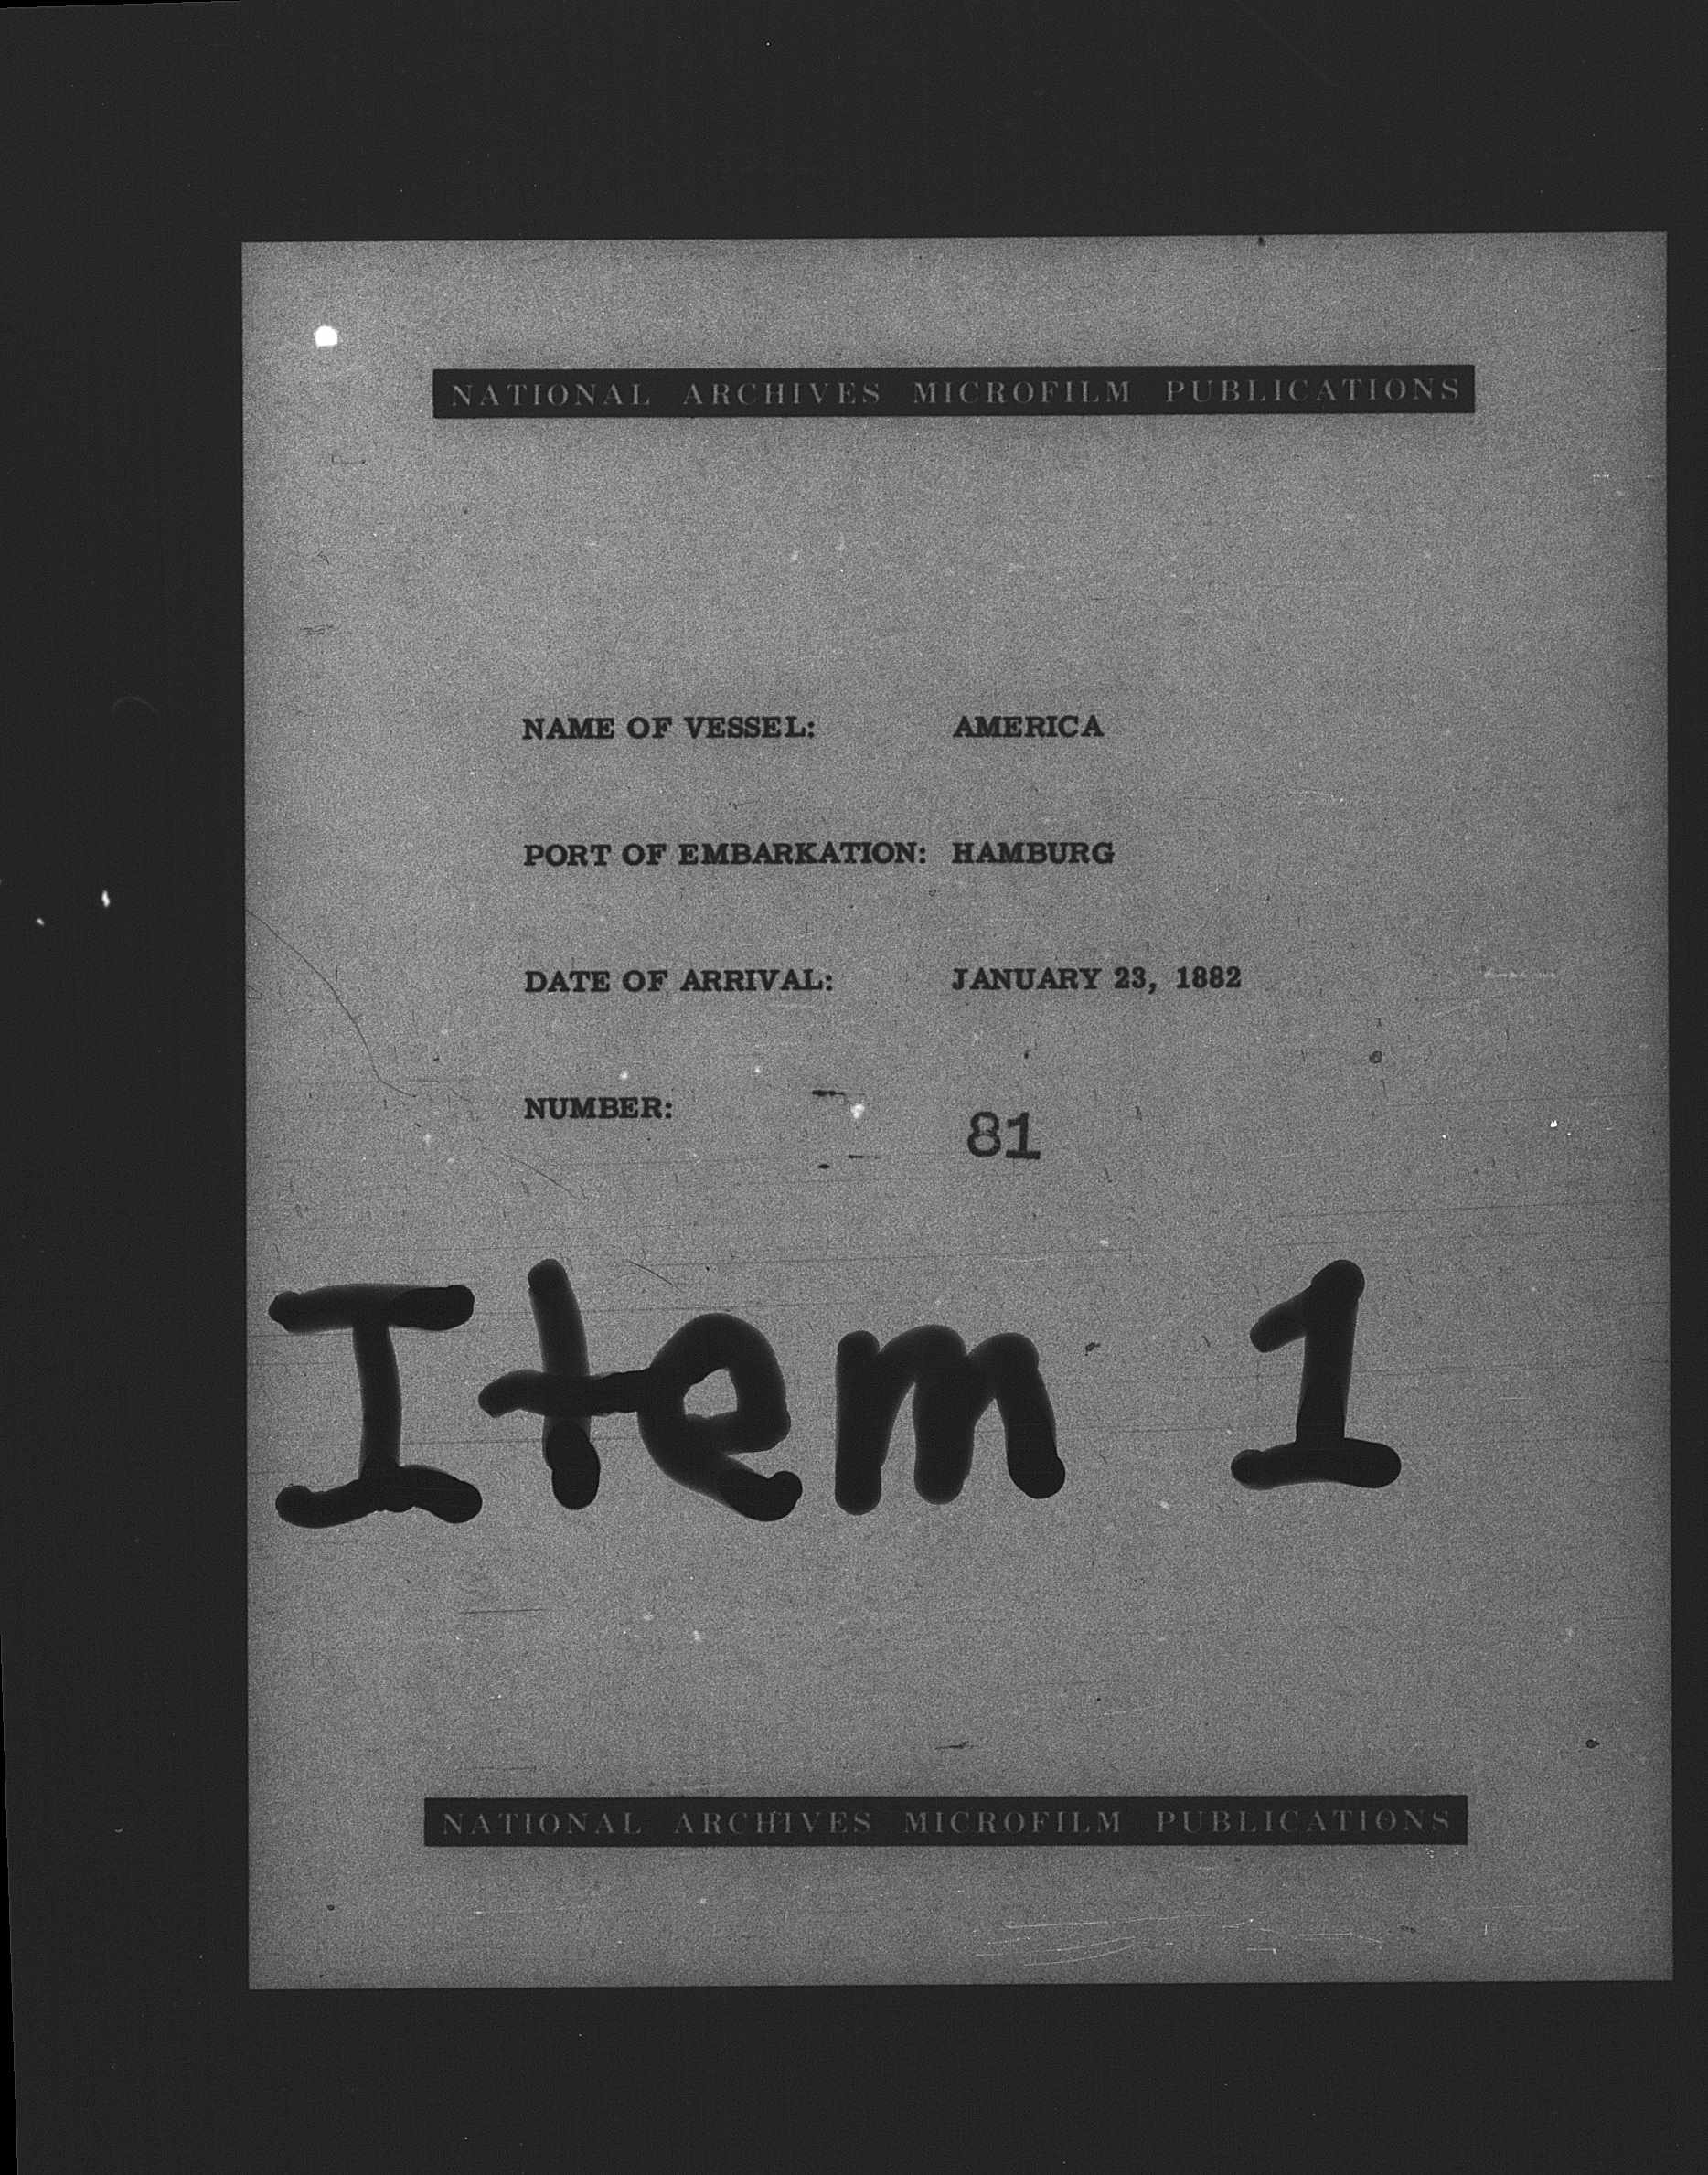 NATIONAL ARCHIVES MICROFILM PUBLICATIONS
NAME OF VESSEL: AMERICA
PORT OF EMBARKATION: HAMBURG
DATE OF ARRIVAL: JANUARY 23, 1882
NUMBER: 81
Item 1
NATIONAL ARCHIVES MICROFILM PUBLICATIONS